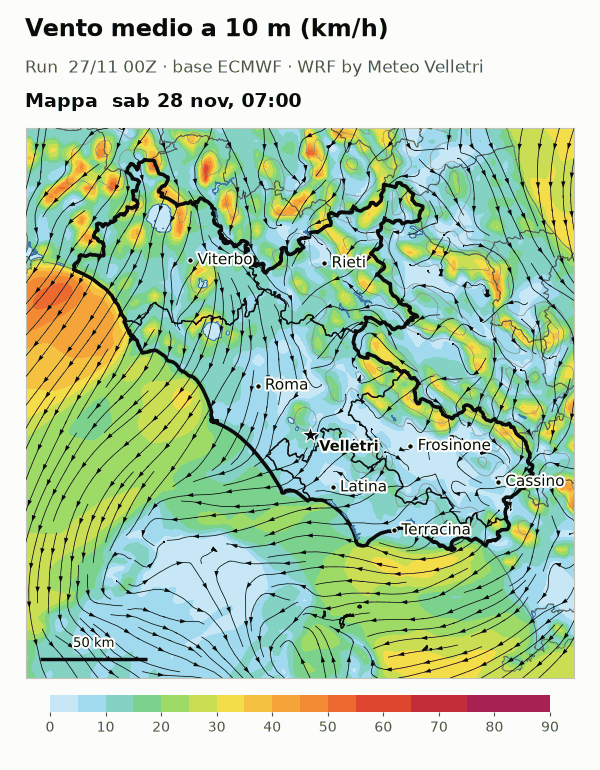 Vento medio a 10 m (km/h)
Run  27/11 00Z · base ECMWF · WRF by Meteo Velletri
Mappa  sab 28 nov, 07:00
Viterbo
Rieti
Roma
Velletri
Frosinone
Cassino
Latina
Terracina
50 km
0 10 20 30 40 50 60 70 80 90